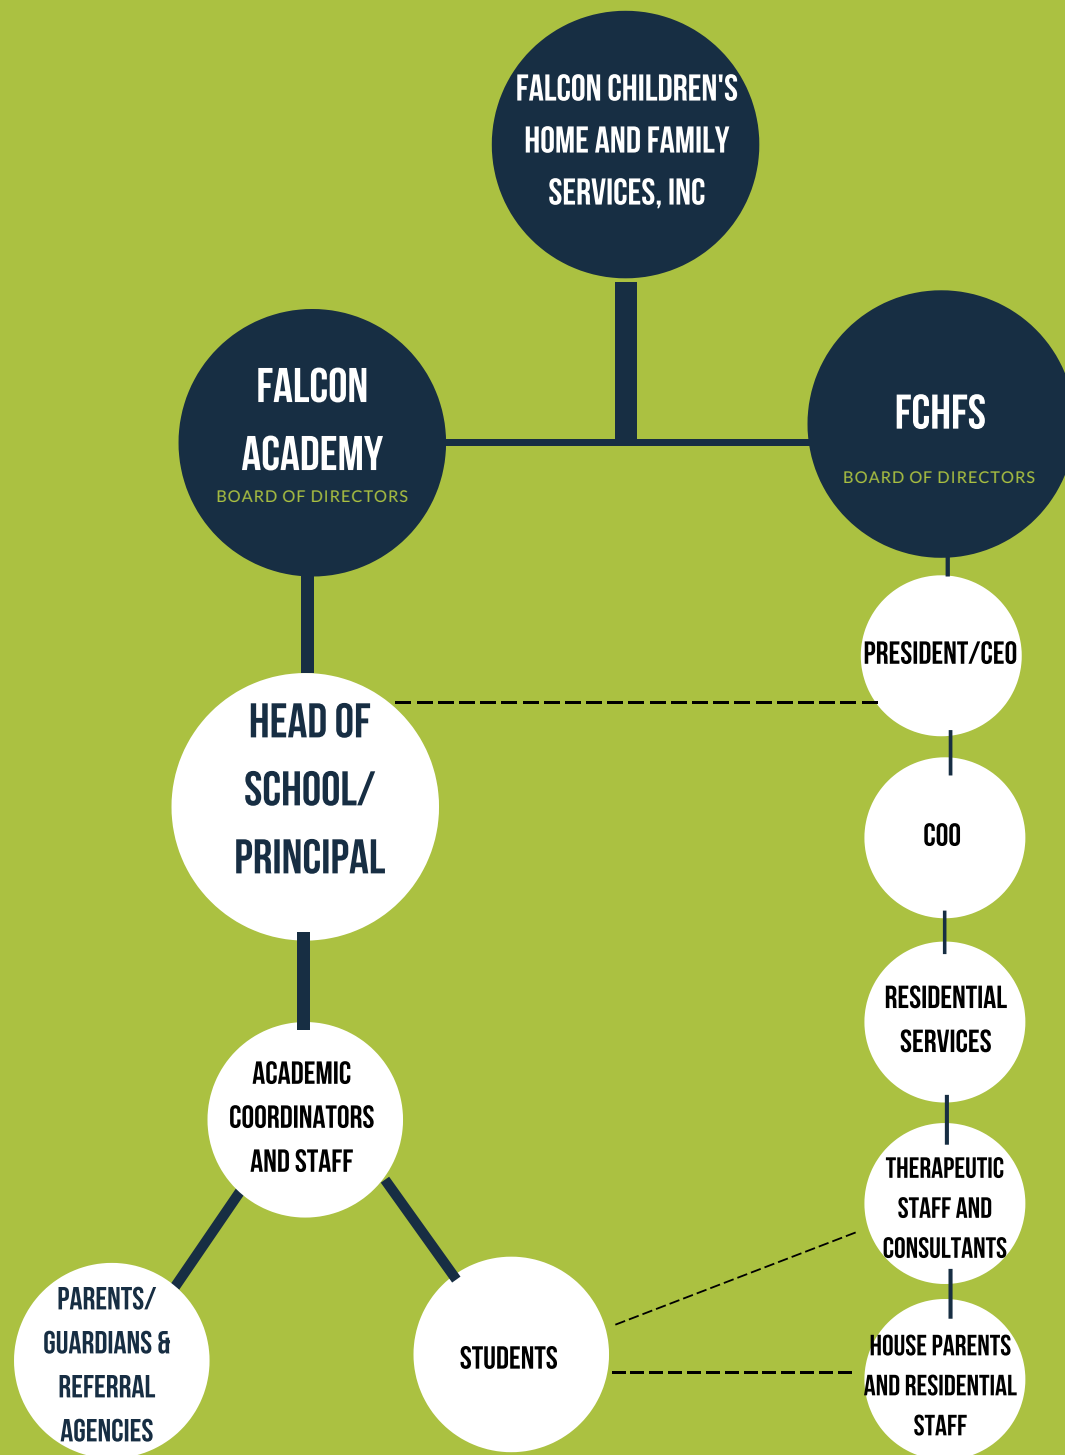 FALCON CHILDREN'S
HOME AND FAMILY
SERVICES, INC
FALCON
ACADEMY
BOARD OF DIRECTORS
FCHFS
BOARD OF DIRECTORS
PRESIDENT/CEO
HEAD OF
SCHOOL/
PRINCIPAL
COO
RESIDENTIAL
SERVICES
ACADEMIC
COORDINATORS
AND STAFF
THERAPEUTIC
STAFF AND
CONSULTANTS
PARENTS/
GUARDIANS &
REFERRAL
AGENCIES
STUDENTS
HOUSE PARENTS
AND RESIDENTIAL
STAFF